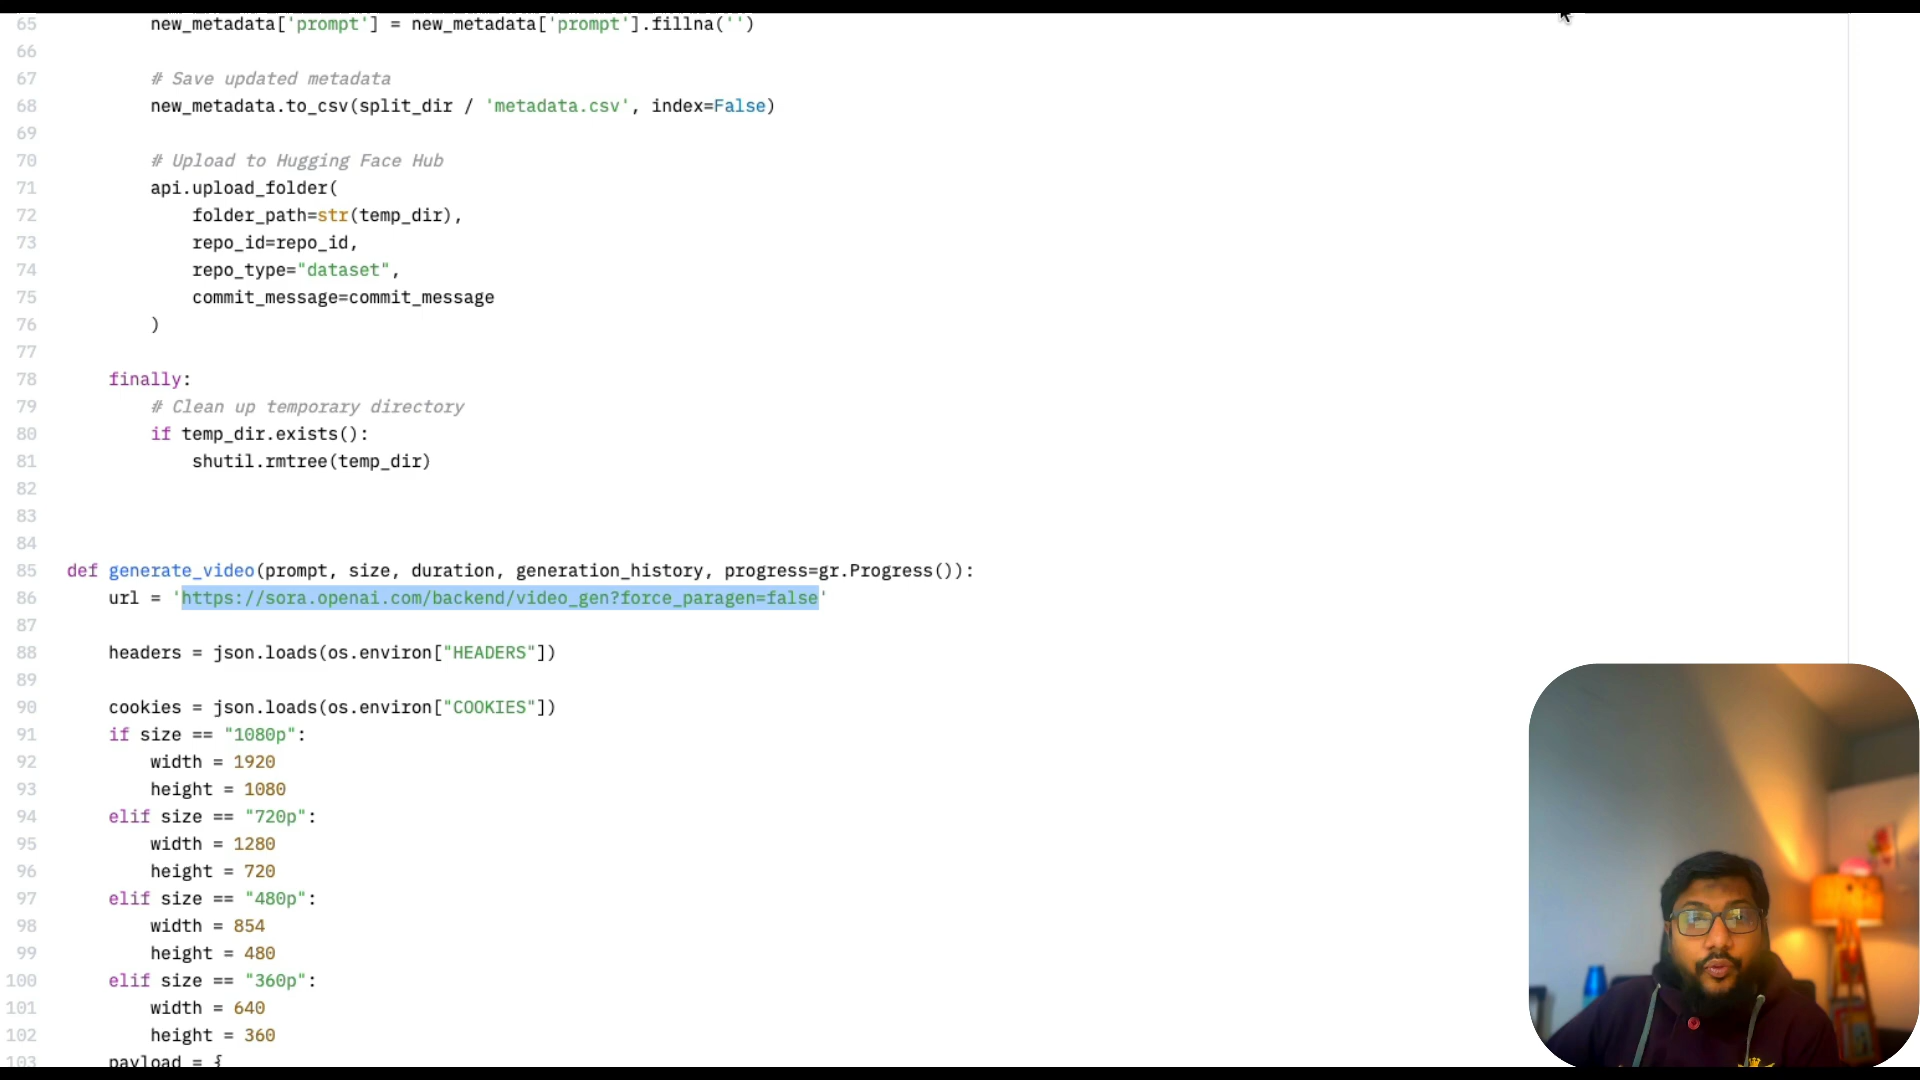 65 new_metadata['prompt'] = new_metadata['prompt'].fillna('')
66
67 # Save updated metadata
68 new_metadata.to_csv(split_dir / 'metadata.csv', index=False)
69
70 # Upload to Hugging Face Hub
71 api.upload_folder(
72 folder_path=str(temp_dir),
73 repo_id=repo_id,
74 repo_type="dataset",
75 commit_message=commit_message
76 )
77
78 finally:
79 # Clean up temporary directory
80 if temp_dir.exists():
81 shutil.rmtree(temp_dir)
82
83
84
85 def generate_video(prompt, size, duration, generation_history, progress=gr.Progress()):
86 url = 'https://sora.openai.com/backend/video_gen?force_paragen=false'
87
88 headers = json.loads(os.environ["HEADERS"])
89
90 cookies = json.loads(os.environ["COOKIES"])
91 if size == "1080p":
92 width = 1920
93 height = 1080
94 elif size == "720p":
95 width = 1280
96 height = 720
97 elif size == "480p":
98 width = 854
99 height = 480
100 elif size == "360p":
101 width = 640
102 height = 360
103 payload = {